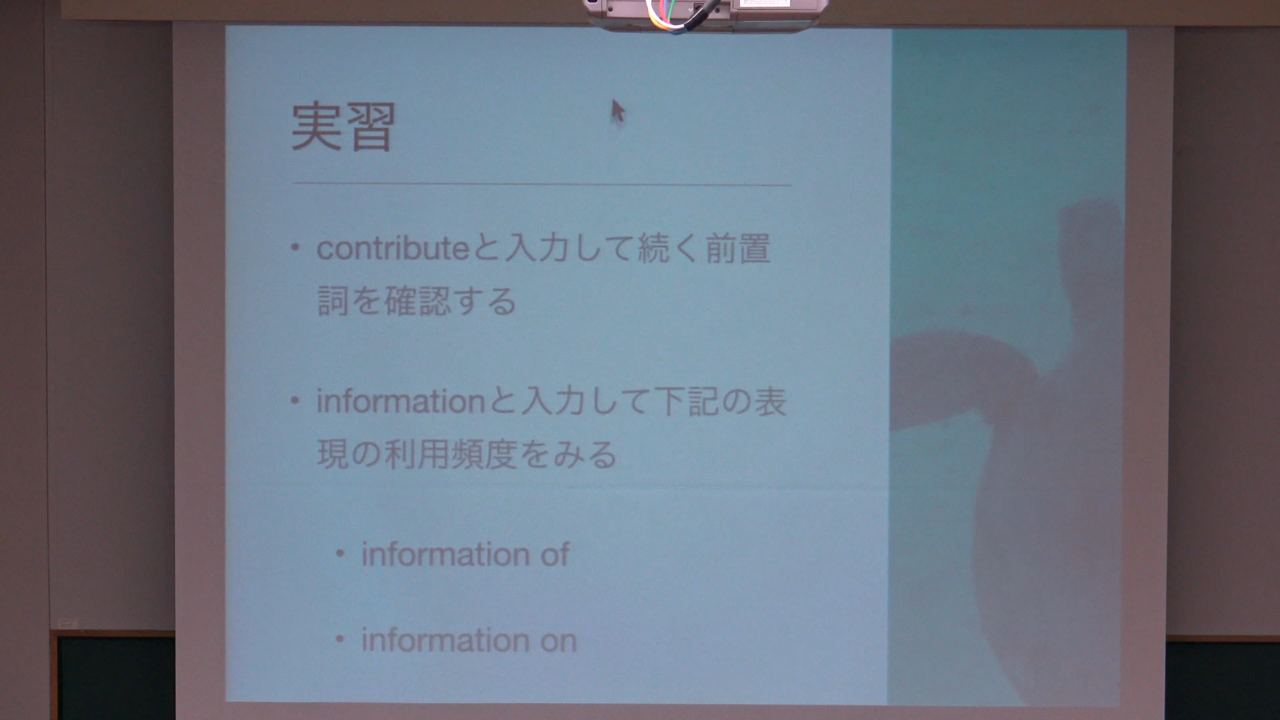 実習
• contributeと入力して続く前置
詞を確認する
• informationと入力して下記の表
現の利用頻度をみる
• information of
• information on